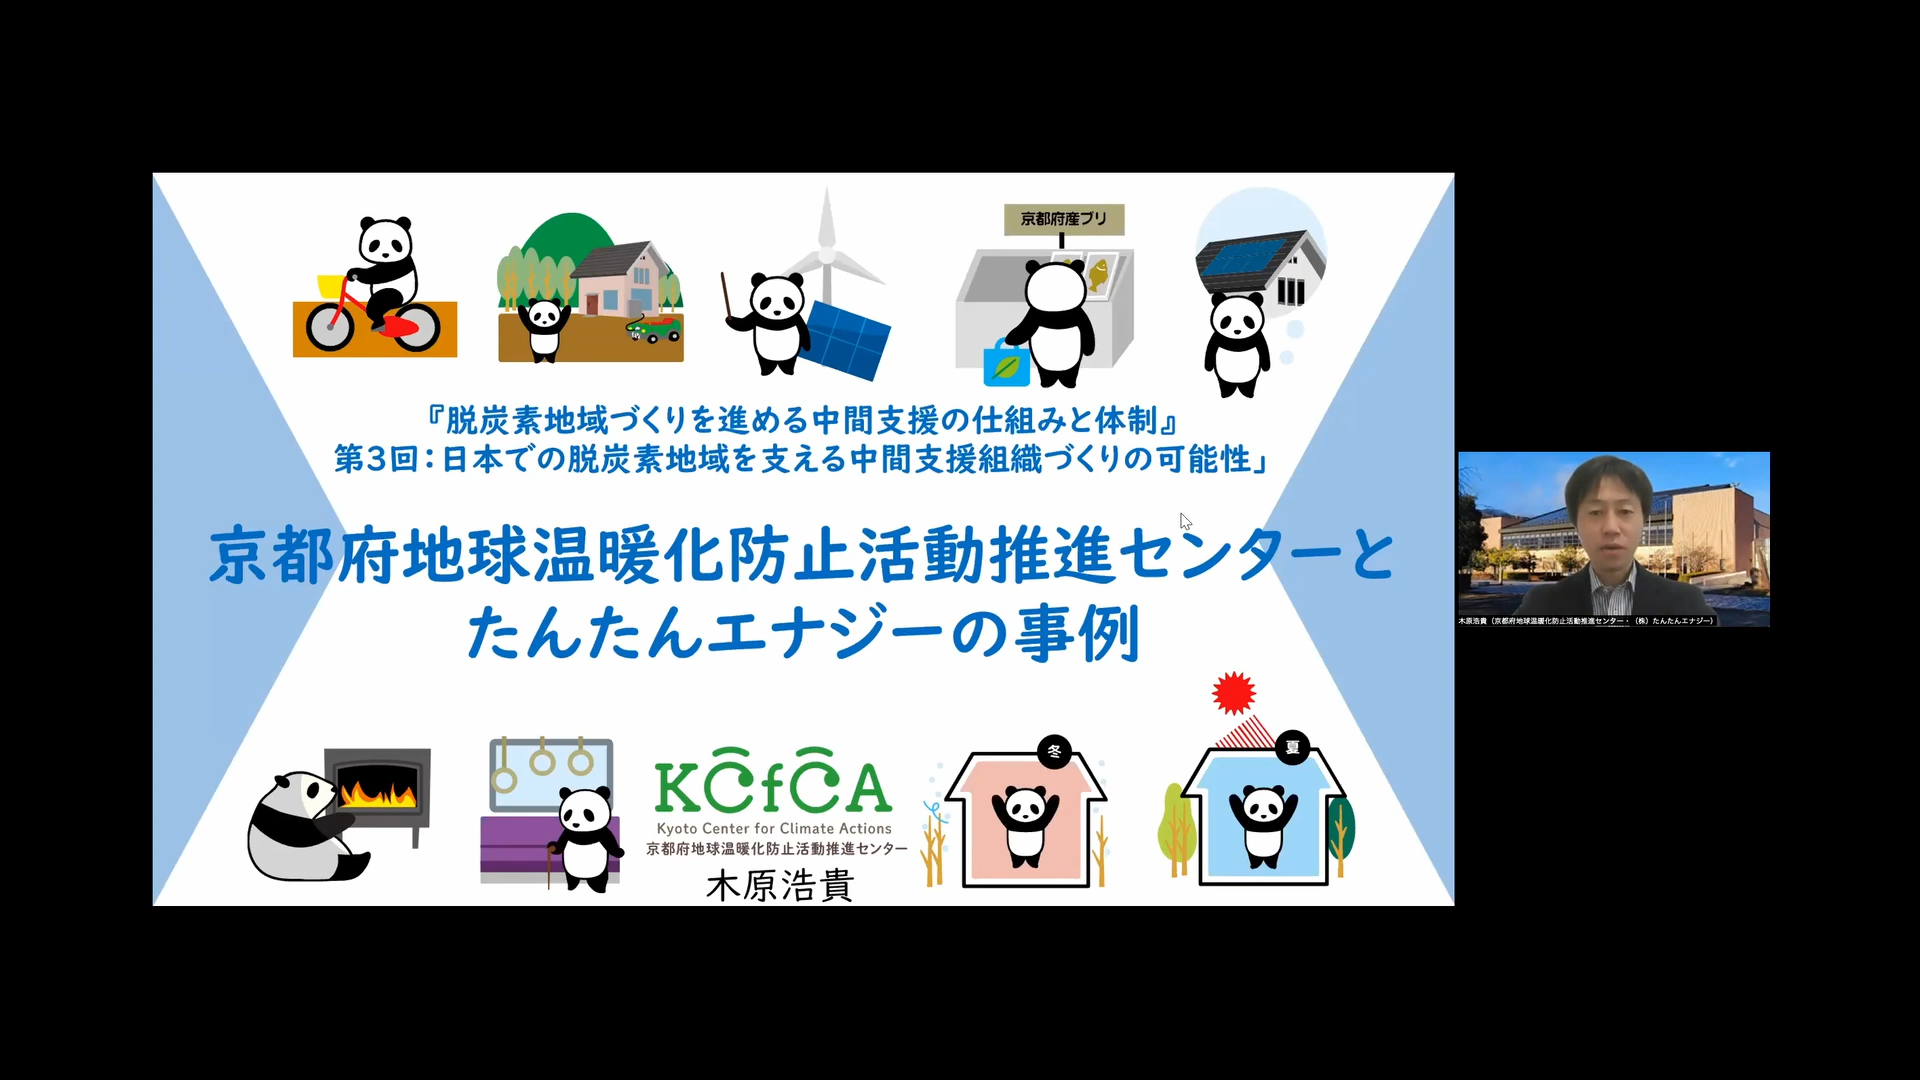 京都府産ブリ
『脱炭素地域づくりを進める中間支援の仕組みと体制』
第3回：日本での脱炭素地域を支える中間支援組織づくりの可能性」
京都府地球温暖化防止活動推進センターと
たんたんエナジーの事例
木原浩貴（京都府地球温暖化防止活動推進センター・（株）たんたんエナジー）
冬
夏
KCfCA
Kyoto Center for Climate Actions
京都府地球温暖化防止活動推進センター
木原浩貴